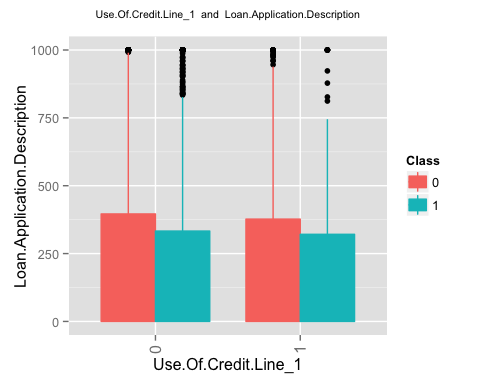 Use.Of.Credit.Line_1 and Loan.Application.Description
1000
750
500
250
0
Loan.Application.Description
0
1
Use.Of.Credit.Line_1
Class
0
1